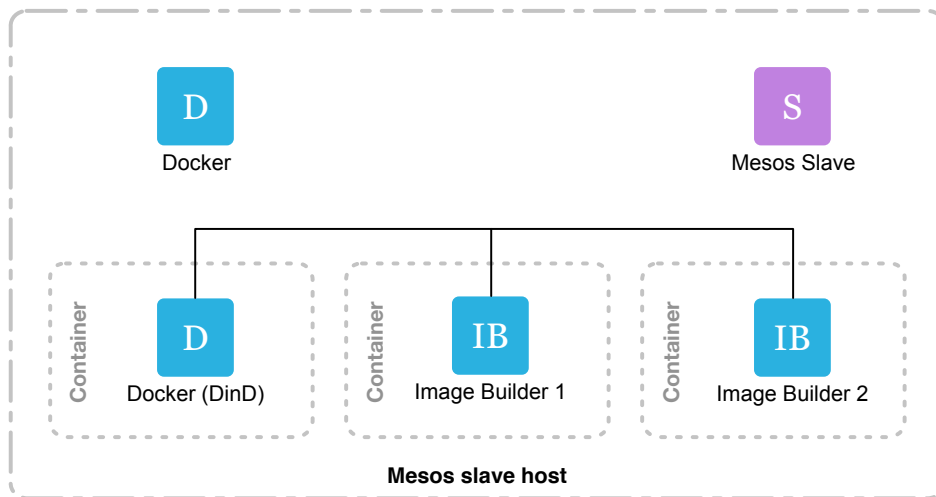 D
Docker
S
Mesos Slave
Container
D
Docker (DinD)
Container
IB
Image Builder 1
Container
IB
Image Builder 2
Mesos slave host